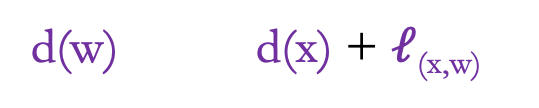 d(w) d(x) + ℓ(x,w)